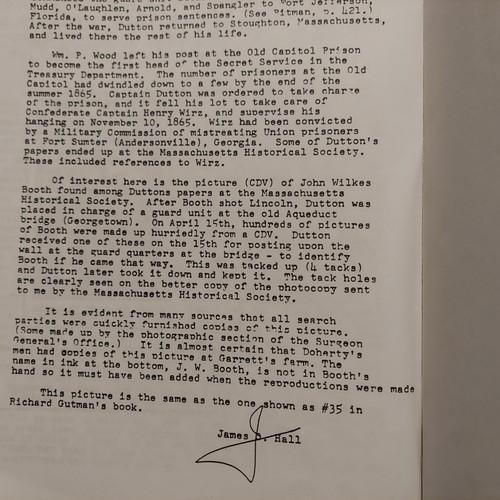 Mudd, O'Laughlen, Arnold, and Spangler to Fort Jefferson,
Florida, to serve prison sentences. (See Pitman, p. 421.)
After the war, Dutton returned to Stoughton, Massachusetts,
and lived there the rest of his life.
Wm. P. Wood left his post at the Old Capitol Prison
to become the first head of the Secret Service in the
Treasury Department. The number of prisoners at the Old
Capitol had dwindled down to a few by the end of the
summer 1865. Captain Dutton was ordered to take charge
of the prison, and it fell his lot to take care of
Confederate Captain Henry Wirz, and supervise his
hanging on November 10, 1865. Wirz had been convicted
by a Military Commission of mistreating Union prisoners
at Fort Sumter (Andersonville), Georgia. Some of Dutton's
papers ended up at the Massachusetts Historical Society.
These included references to Wirz.
Of interest here is the picture (CDV) of John Wilkes
Booth found among Duttons papers at the Massachusetts
Historical Society. After Booth shot Lincoln, Dutton was
placed in charge of a guard unit at the old Aqueduct
bridge (Georgetown). On April 15th, hundreds of pictures
of Booth were made up hurriedly from a CDV. Dutton
received one of these on the 15th for posting upon the
wall at the guard quarters at the bridge - to identify
Booth if he came that way. This was tacked up (4 tacks)
and Dutton later took it down and kept it. The tack holes
are clearly seen on the better copy of the photocopy sent
to me by the Massachusetts Historical Society.
It is evident from many sources that all search
parties were quickly furnished copies of this picture.
(Some made up by the photographic section of the Surgeon
General's Office.) It is almost certain that Doherty's
men had copies of this picture at Garrett's farm. The
name in ink at the bottom, J. W. Booth, is not in Booth's
hand so it must have been added when the reproductions were made
This picture is the same as the one shown as #35 in
Richard Gutman's book.
James O. Hall